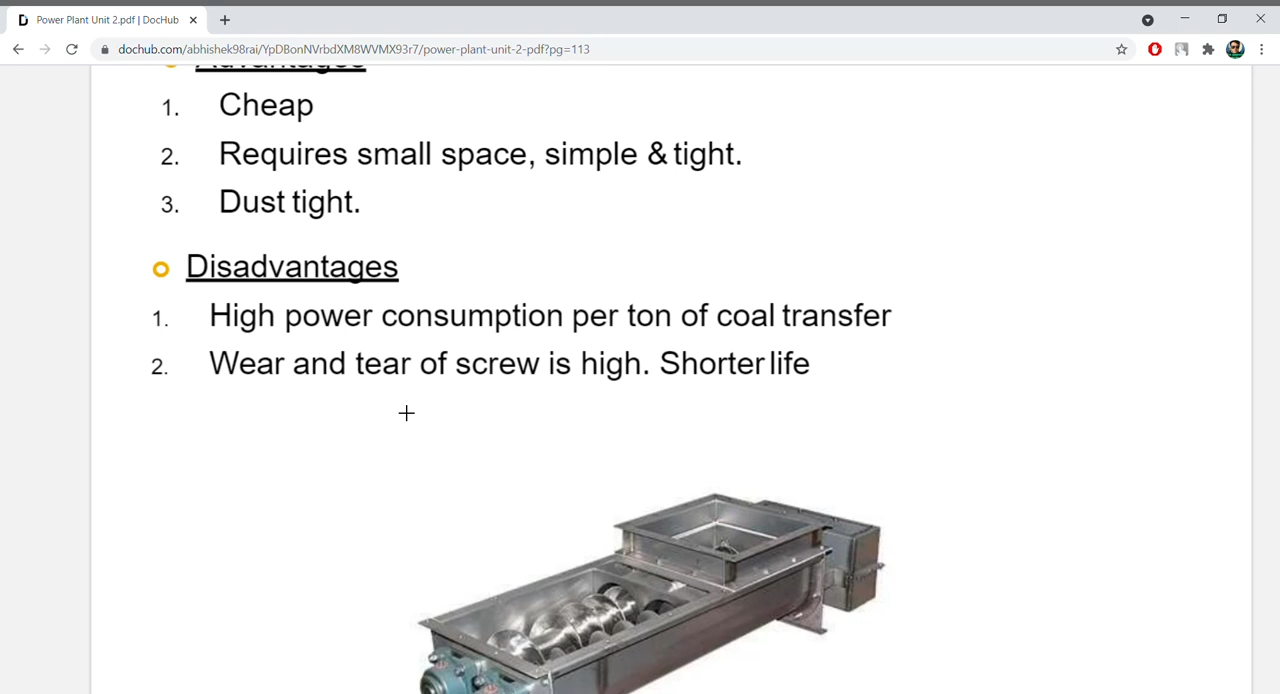 Power Plant Unit 2.pdf | DocHub
dochub.com/abhishek98rai/YpDBonNVrbdXM8WVMX93r7/power-plant-unit-2-pdf?pg=113
Advantages
1. Cheap
2. Requires small space, simple & tight.
3. Dust tight.
Disadvantages
1. High power consumption per ton of coal transfer
2. Wear and tear of screw is high. Shorter life